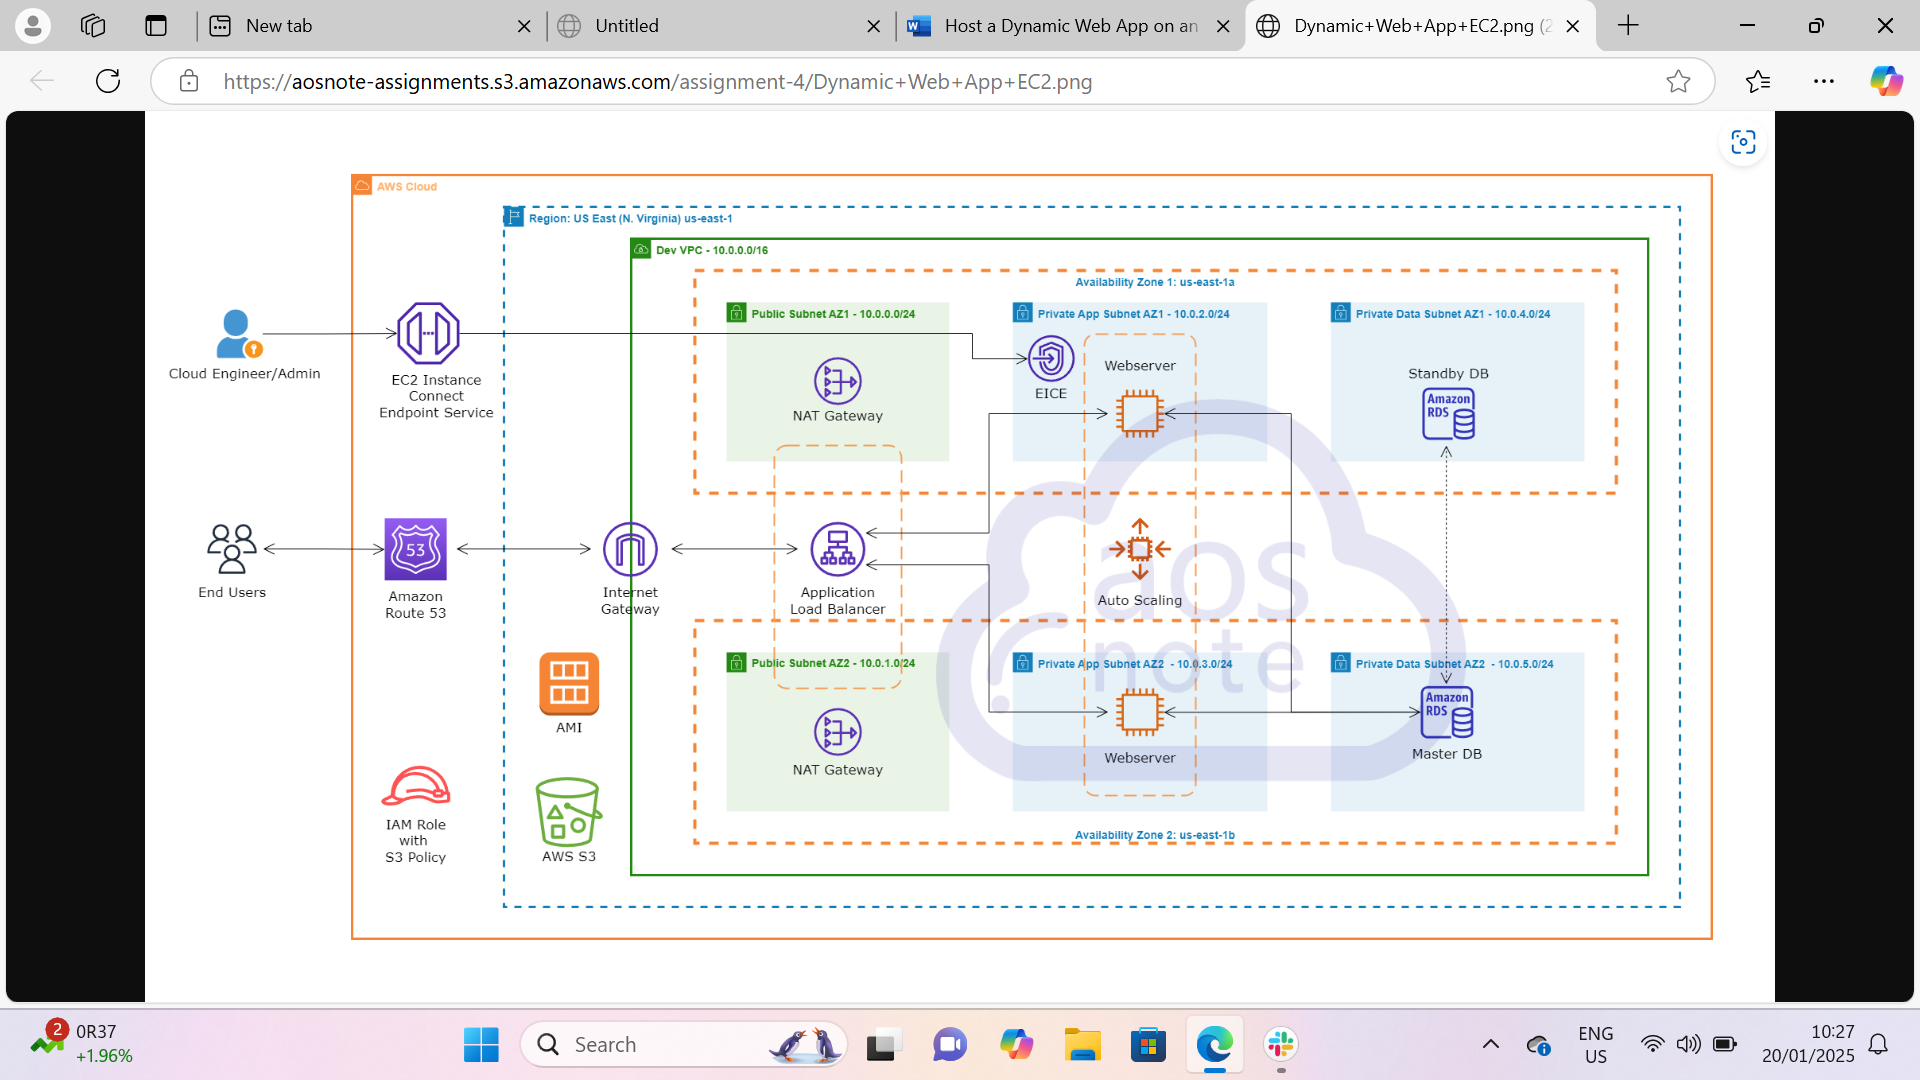 New tab
Untitled
Host a Dynamic Web App on an
Dynamic+Web+App+EC2.png (2
https://aosnote-assignments.s3.amazonaws.com/assignment-4/Dynamic+Web+App+EC2.png
AWS Cloud
Region: US East (N. Virginia) us-east-1
Dev VPC - 10.0.0.0/16
Availability Zone 1: us-east-1a
Public Subnet AZ1 - 10.0.0.0/24
Private App Subnet AZ1 - 10.0.2.0/24
Private Data Subnet AZ1 - 10.0.4.0/24
Cloud Engineer/Admin
EC2 Instance
Connect
Endpoint Service
NAT Gateway
EICE
Webserver
Standby DB
Amazon
RDS
End Users
53
Amazon
Route 53
Internet
Gateway
Application
Load Balancer
Auto Scaling
aos
note
Public Subnet AZ2 - 10.0.1.0/24
Private App Subnet AZ2 - 10.0.3.0/24
Private Data Subnet AZ2 - 10.0.5.0/24
AMI
NAT Gateway
Webserver
Amazon
RDS
Master DB
IAM Role
with
S3 Policy
AWS S3
Availability Zone 2: us-east-1b
2
0R37
+1.96%
Search
ENG
US
10:27
20/01/2025